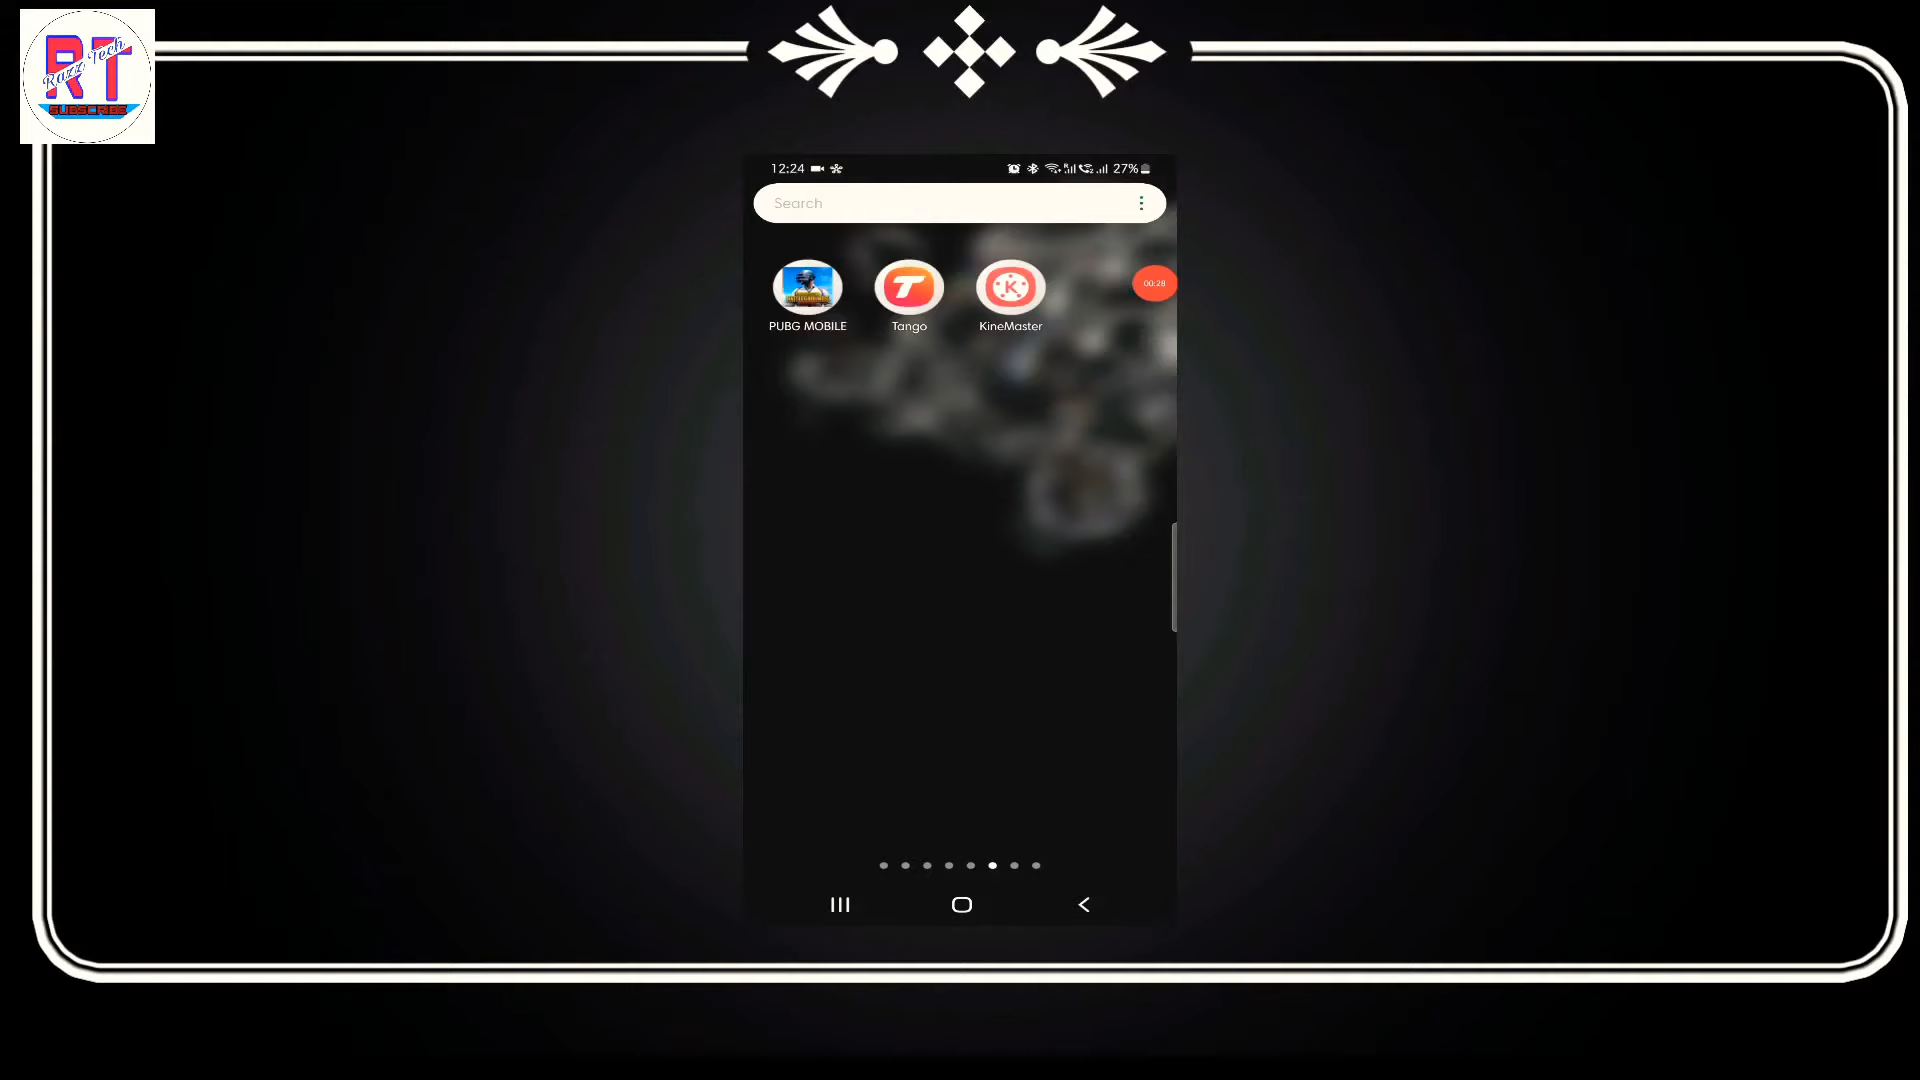 RT
Razz Tech
SUBSCRIBE
12:24
27%
Search
00:28
PUBG MOBILE
Tango
KineMaster